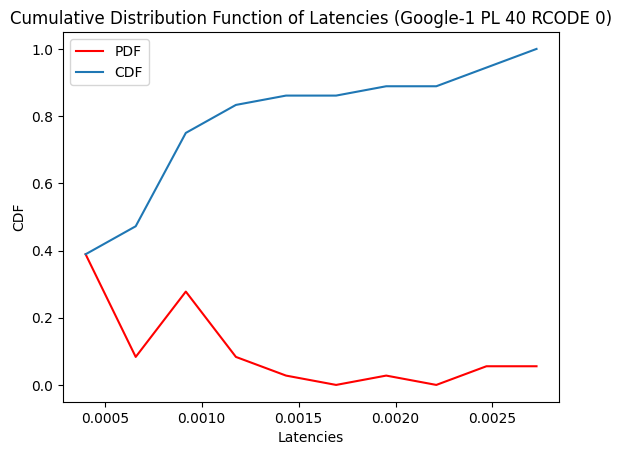 Cumulative Distribution Function of Latencies (Google-1 PL 40 RCODE 0)
PDF
CDF
1.0
0.8
0.6
0.4
0.2
0.0
CDF
0.0005
0.0010
0.0015
0.0020
0.0025
Latencies